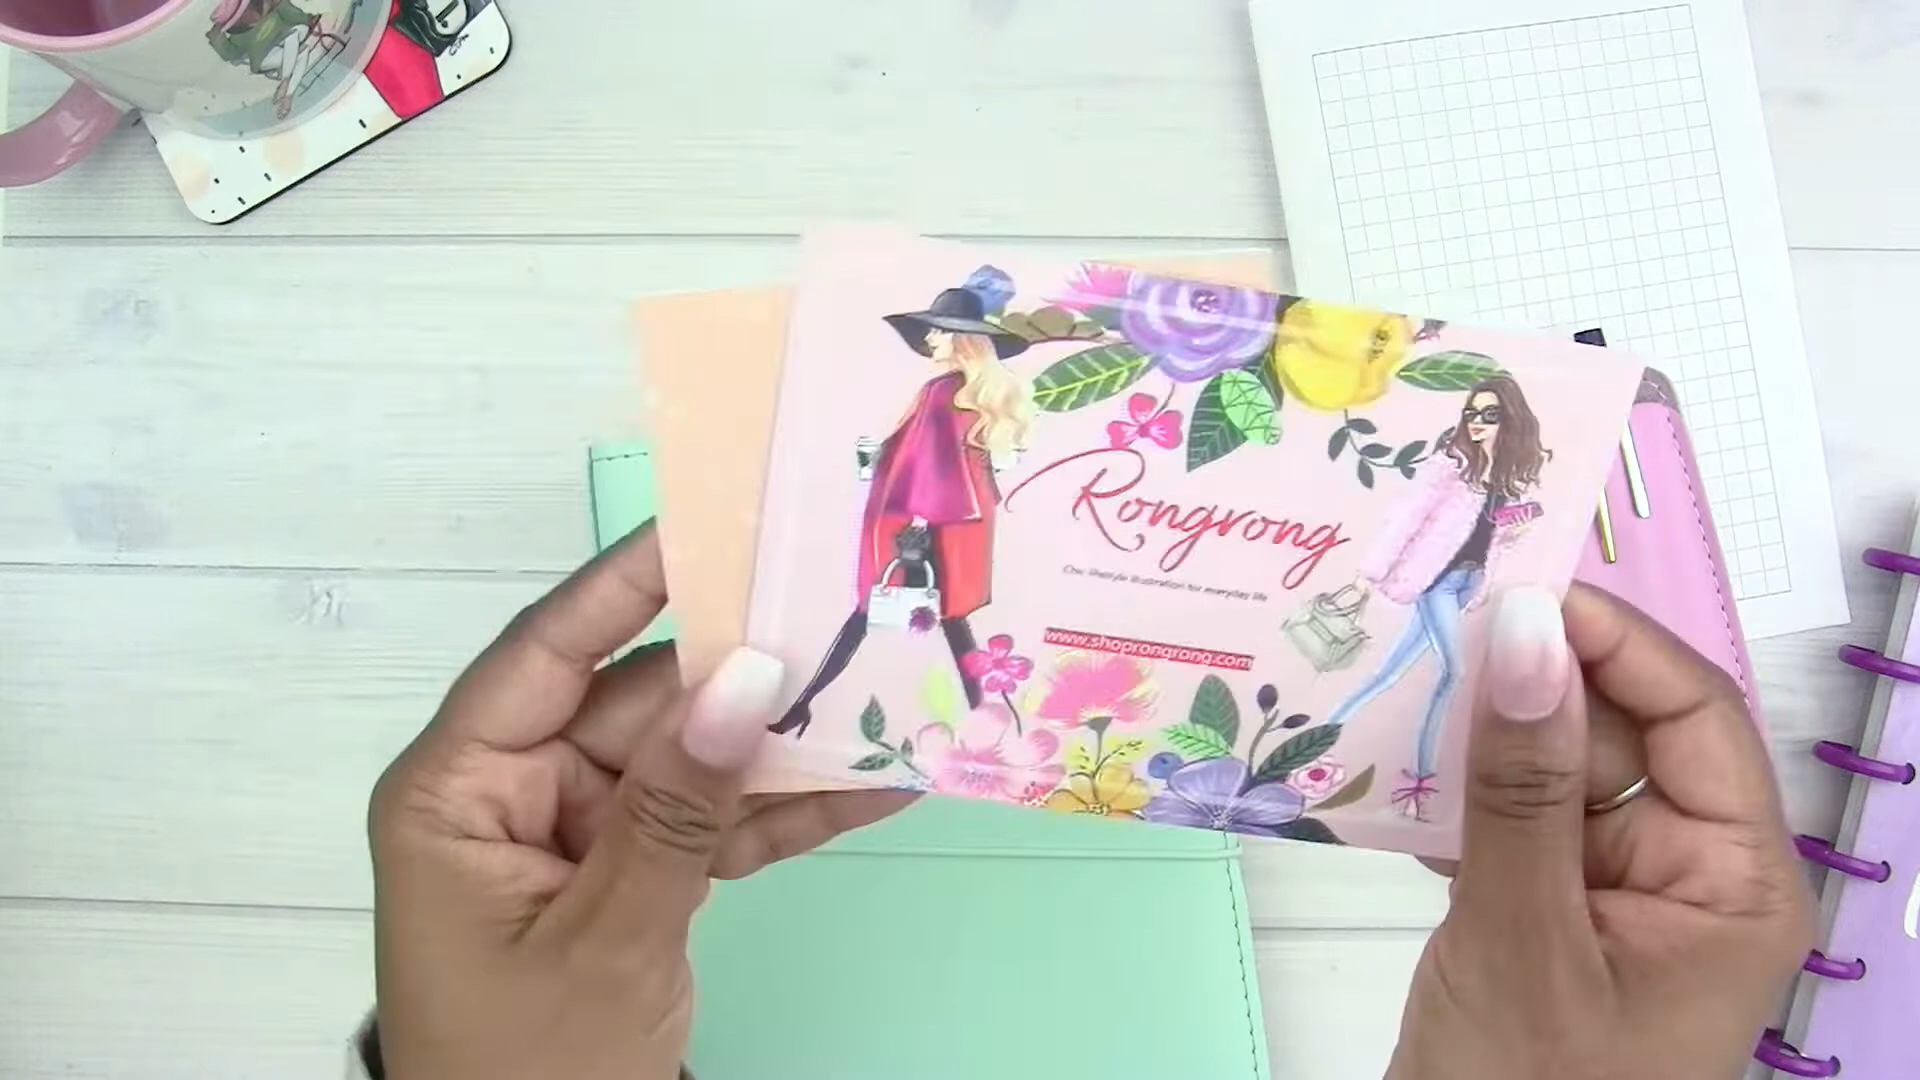 Rongrong
Chic lifestyle illustration for everyday life
www.shoprongrong.com